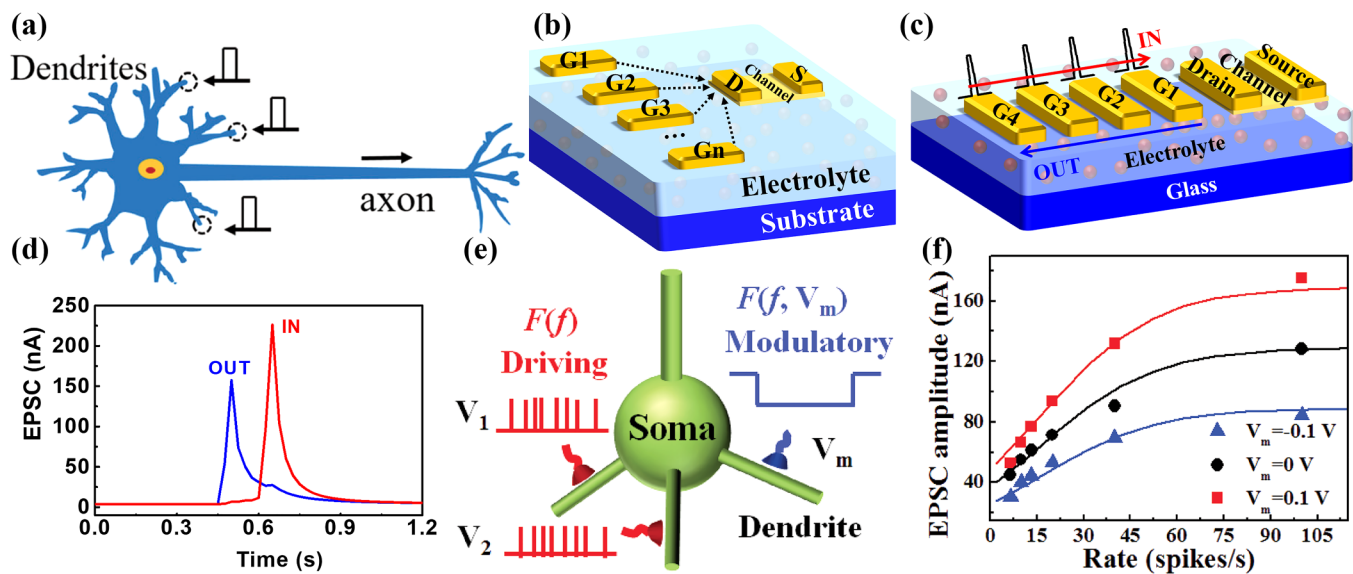 (a)
Dendrites
axon
(b)
G1
G2
G3
...
Gn
D
Channel
S
Electrolyte
Substrate
(c)
IN
G4
G3
G2
G1
Drain
Channel
Source
OUT
Electrolyte
Glass
(d)
EPSC (nA)
250
200
150
100
50
0
OUT
IN
0.0 0.3 0.6 0.9 1.2
Time (s)
(e)
F(f)
Driving
F(f, Vm)
Modulatory
V1
Soma
Vm
V2
Dendrite
(f)
EPSC amplitude (nA)
160
120
80
40
Vm=-0.1 V
Vm=0 V
Vm=0.1 V
0 15 30 45 60 75 90 105
Rate (spikes/s)